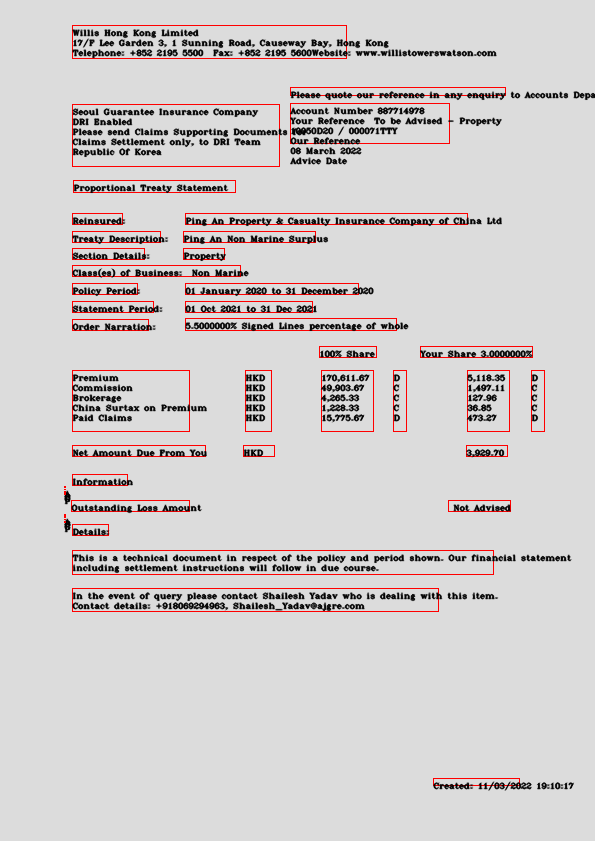 Willis Hong Kong Limited
17/F Lee Garden 3, 1 Sunning Road, Causeway Bay, Hong Kong
Telephone: +852 2195 5500 Fax: +852 2195 5600Website: www.willistowerswatson.com
Please quote our reference in any enquiry to Accounts Depa
Seoul Guarantee Insurance Company
DRI Enabled
Please send Claims Supporting Documents
Claims Settlement only, to DRI Team
Republic Of Korea
Account Number 887714978
Your Reference To be Advised - Property
/ 000071TTY
Our Reference
08 March 2022
Advice Date
Proportional Treaty Statement
Reinsured: Ping An Property & Casualty Insurance Company of China Ltd
Treaty Description: Ping An Non Marine Surplus
Section Details: Property
Class(es) of Business: Non Marine
Policy Period: 01 January 2020 to 31 December 2020
Statement Period: 01 Oct 2021 to 31 Dec 2021
Order Narration: 5.5000000% Signed Lines percentage of whole
100% Share Your Share 3.0000000%
Premium HKD 170,611.67 D 5,118.35 D
Commission HKD 49,903.67 C 1,497.11 C
Brokerage HKD 4,265.33 C 127.96 C
China Surtax on Premium HKD 1,228.33 C 36.85 C
Paid Claims HKD 15,775.67 D 473.27 D
Net Amount Due From You HKD 3,929.70
Information
Outstanding Loss Amount Not Advised
Details:
This is a technical document in respect of the policy and period shown. Our financial statement
including settlement instructions will follow in due course.
In the event of query please contact Shailesh Yadav who is dealing with this item.
Contact details: +918069294963, Shailesh_Yadav@ajgre.com
Created: 11/03/2022 19:10:17